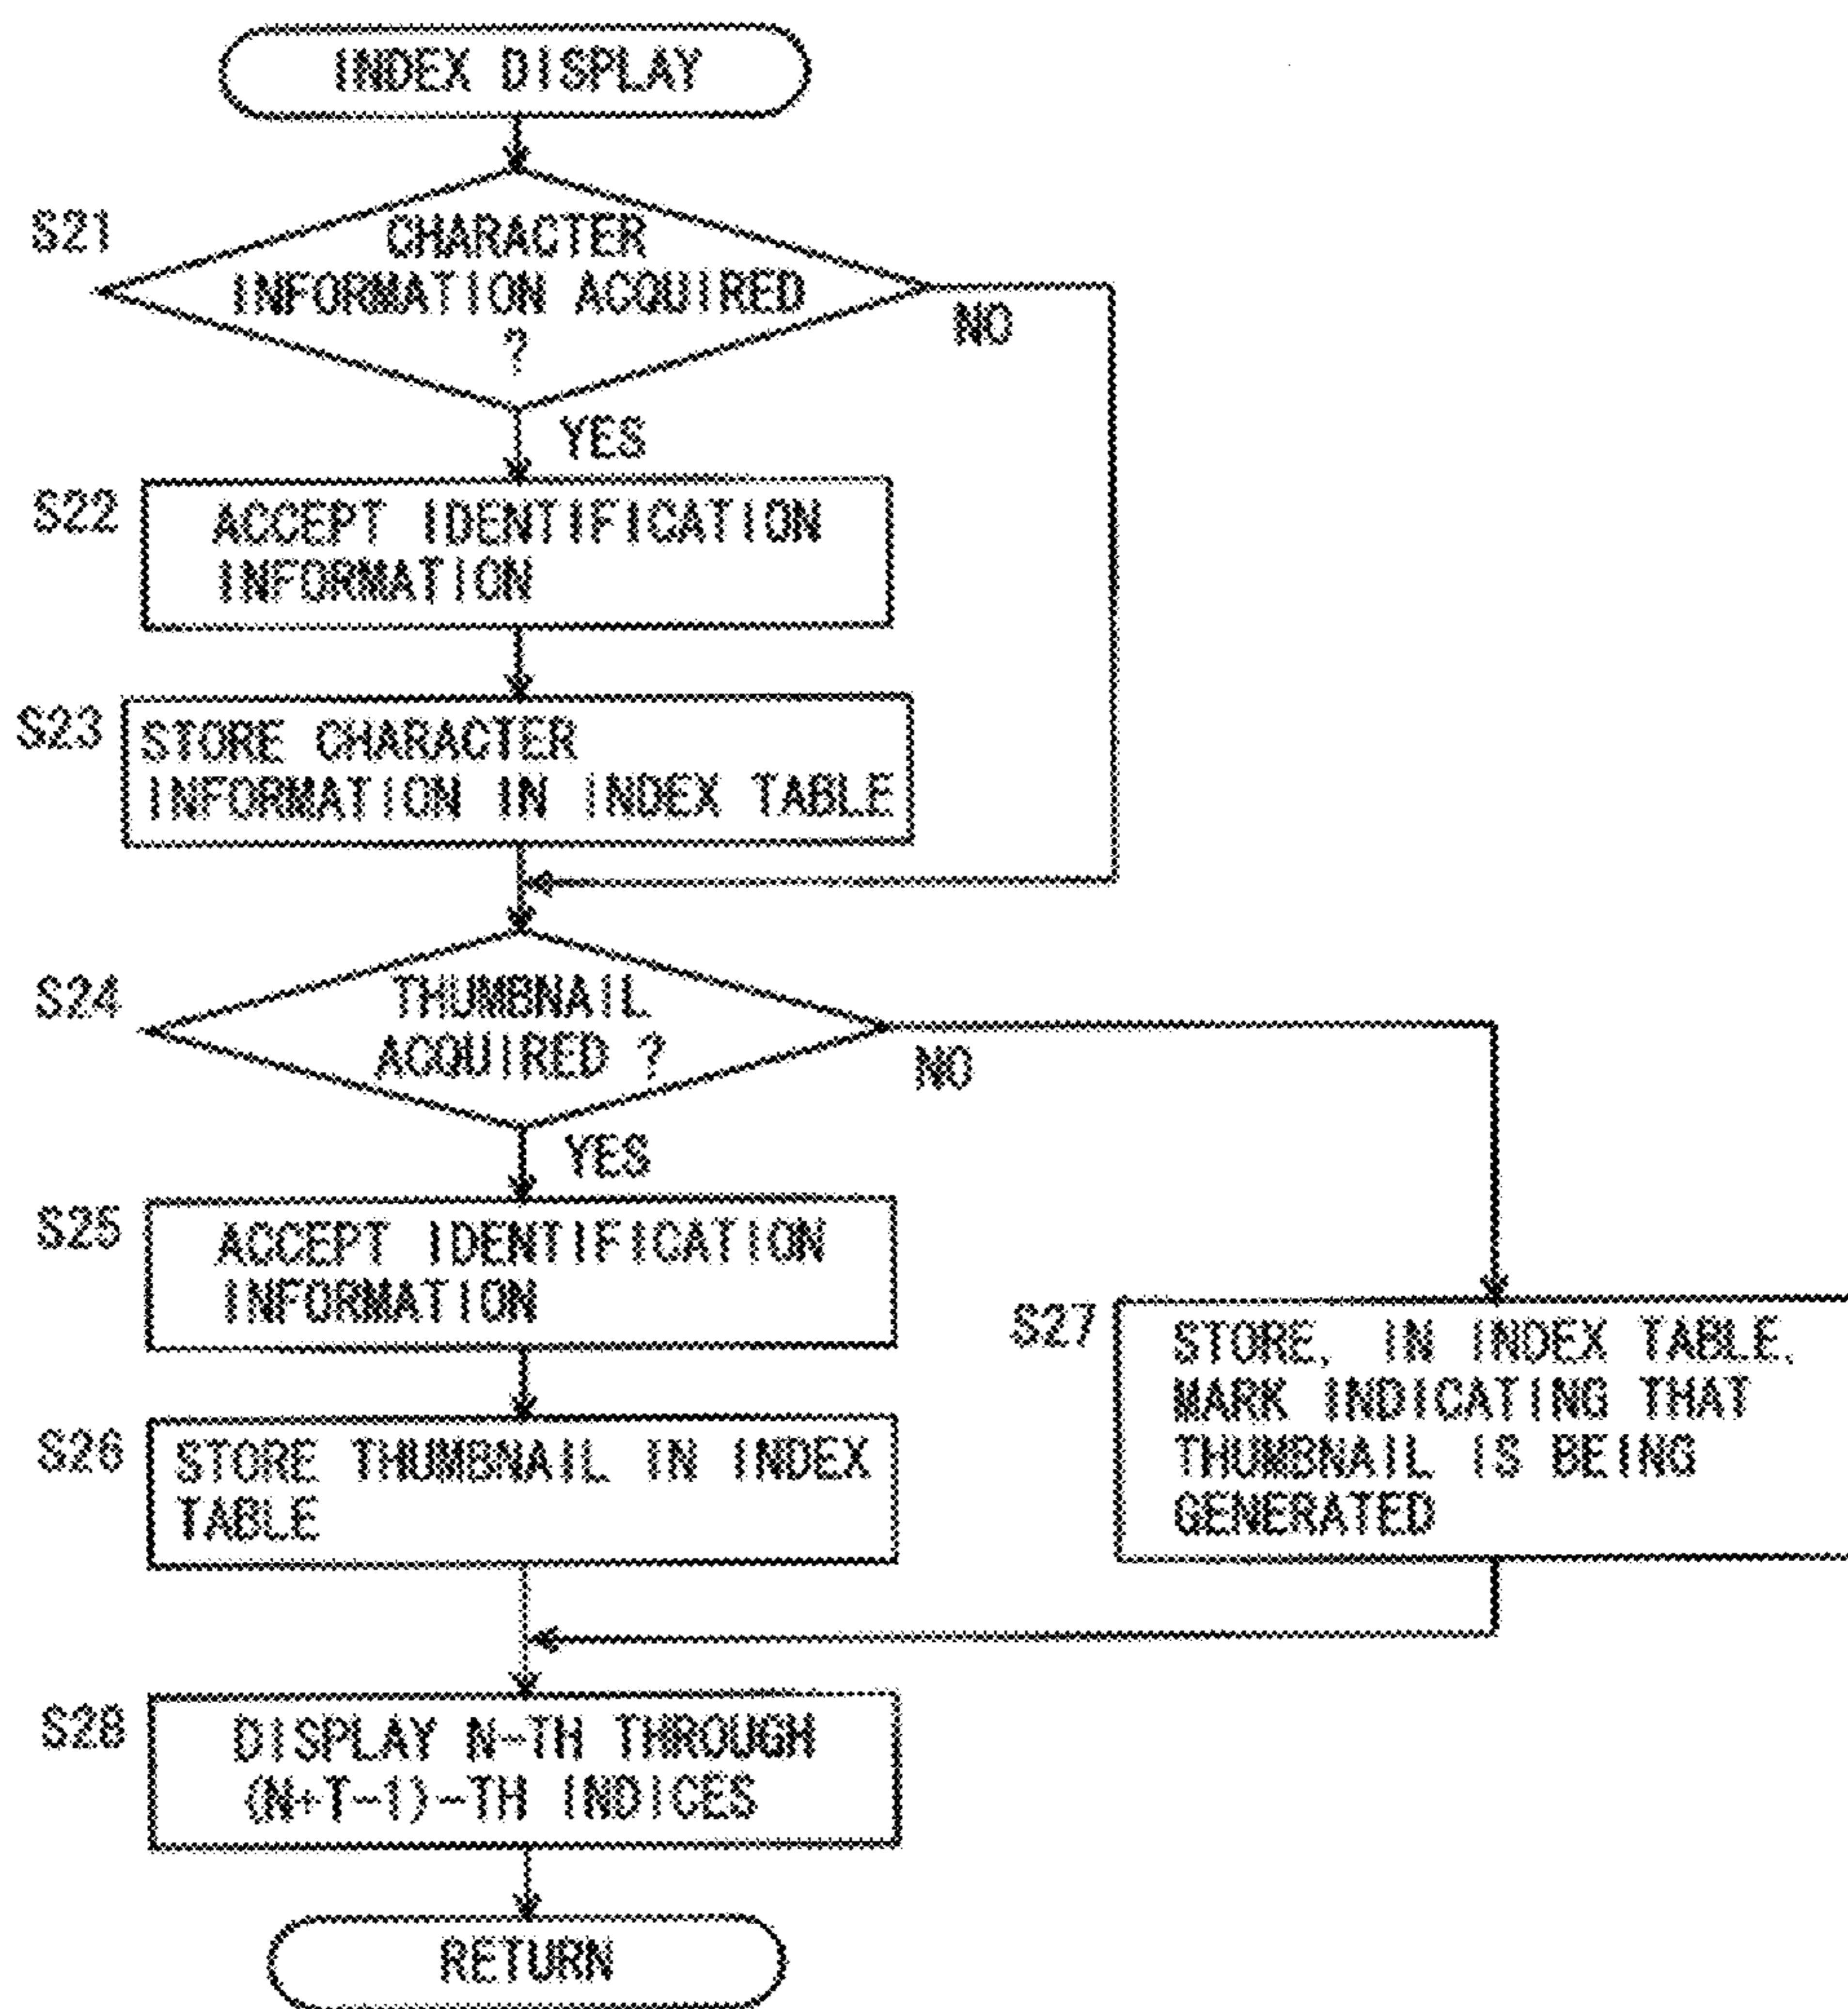 INDEX DISPLAY
S21
CHARACTER
INFORMATION ACQUIRED
?
NO
YES
S22
ACCEPT IDENTIFICATION
INFORMATION
S23
STORE CHARACTER
INFORMATION IN INDEX TABLE
S24
THUMBNAIL
ACQUIRED ?
NO
YES
S25
ACCEPT IDENTIFICATION
INFORMATION
S26
STORE THUMBNAIL IN INDEX
TABLE
S27
STORE, IN INDEX TABLE,
MARK INDICATING THAT
THUMBNAIL IS BEING
GENERATED
S28
DISPLAY N-TH THROUGH
(N+T-1)-TH INDICES
RETURN